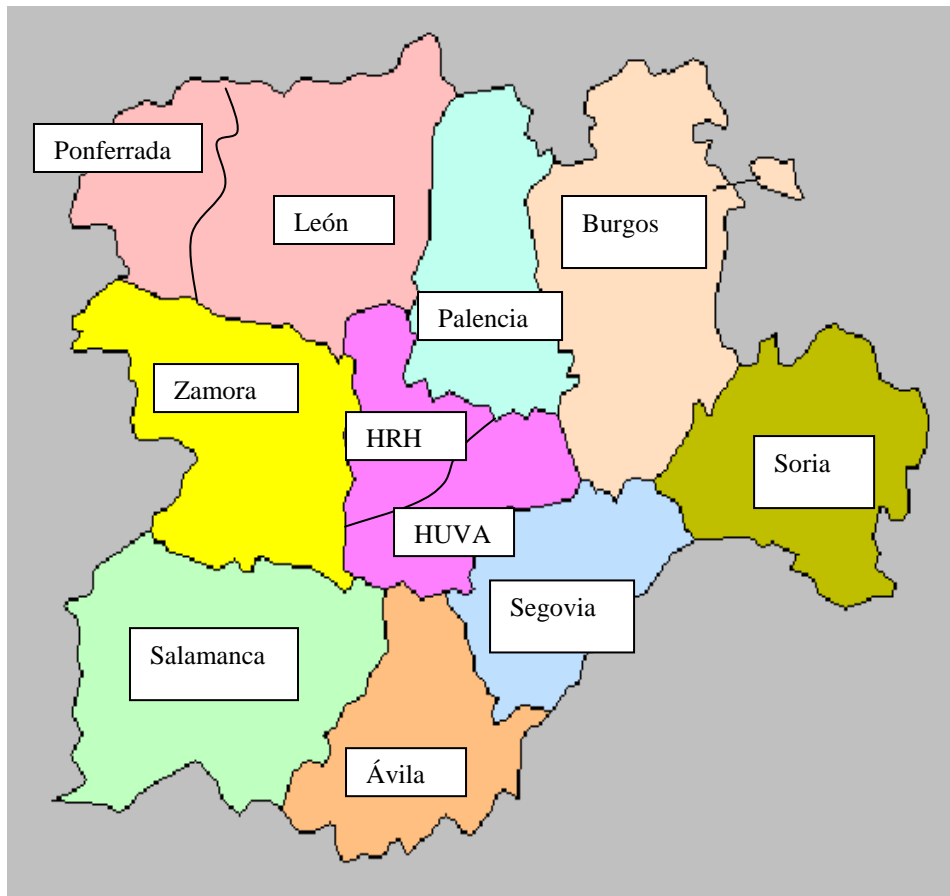 Ponferrada
León
Burgos
Palencia
Zamora
HRH
Soria
HUVA
Segovia
Salamanca
Ávila